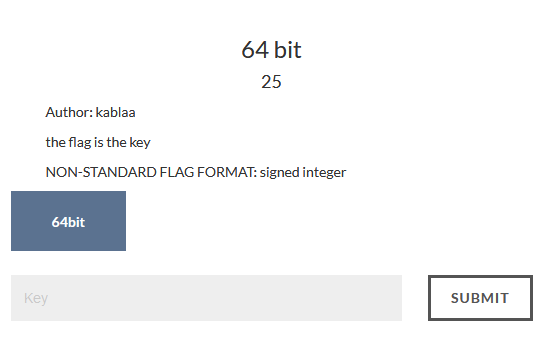 64 bit
25
Author: kablaa
the flag is the key
NON-STANDARD FLAG FORMAT: signed integer
64bit
Key
SUBMIT